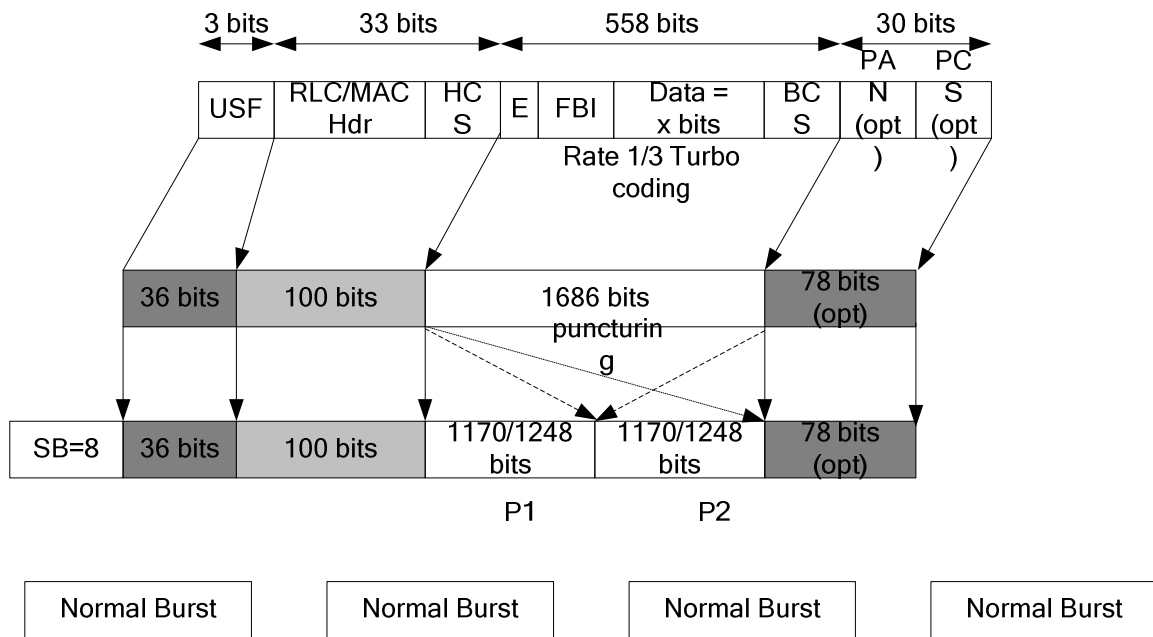 3 bits
33 bits
558 bits
30 bits
USF
RLC/MAC
Hdr
HC
S
E
FBI
Data =
x bits
BC
S
PA
N
(opt
)
PC
S
(opt
)
Rate 1/3 Turbo
coding
36 bits
100 bits
1686 bits
78 bits
(opt)
puncturin
g
SB=8
36 bits
100 bits
1170/1248
bits
1170/1248
bits
78 bits
(opt)
P1
P2
Normal Burst
Normal Burst
Normal Burst
Normal Burst